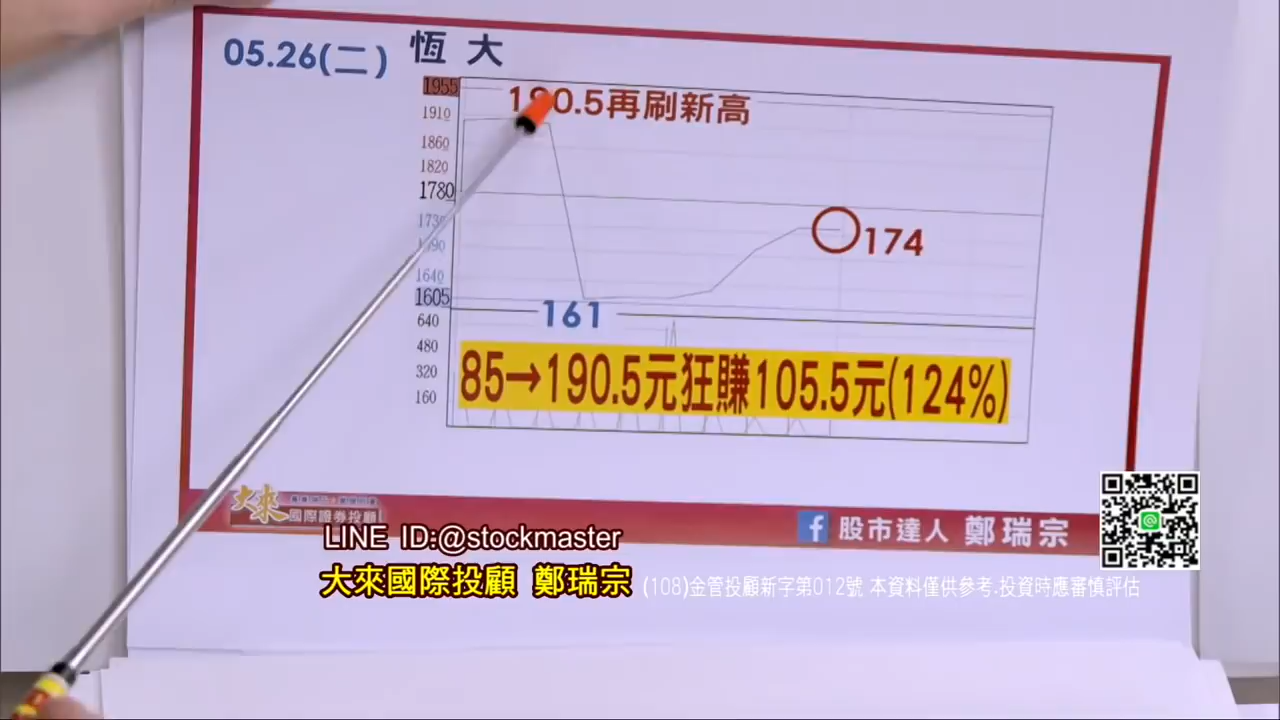 05.26(二)
恆大
1955
190.5再刷新高
1910
1860
1820
1780
174
1640
1605
161
640
480
320
160
85→190.5元狂賺105.5元(124%)
大來
國際證券投顧
股市達人 鄭瑞宗
LINE ID:@stockmaster
大來國際投顧 鄭瑞宗
(108)金管投顧新字第012號 本資料僅供參考.投資時應審慎評估